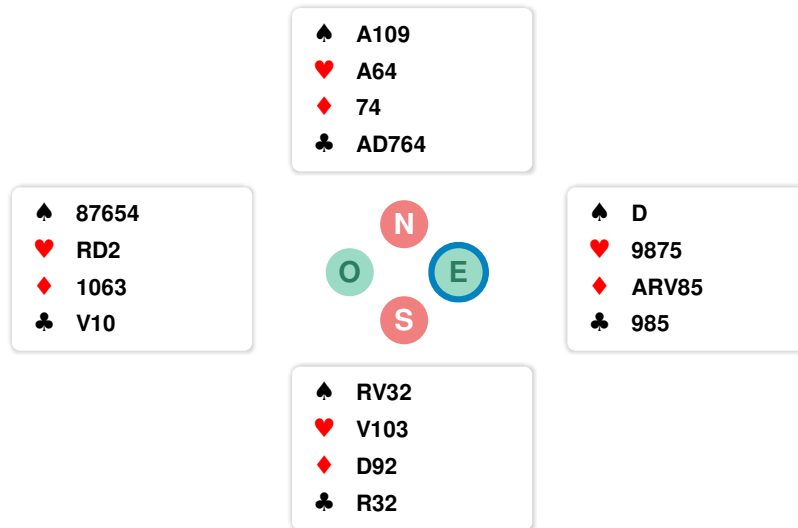 ♠ A109
♥ A64
♦ 74
♣ AD764
♠ 87654
♥ RD2
♦ 1063
♣ V10
N
O
E
S
♠ D
♥ 9875
♦ ARV85
♣ 985
♠ RV32
♥ V103
♦ D92
♣ R32